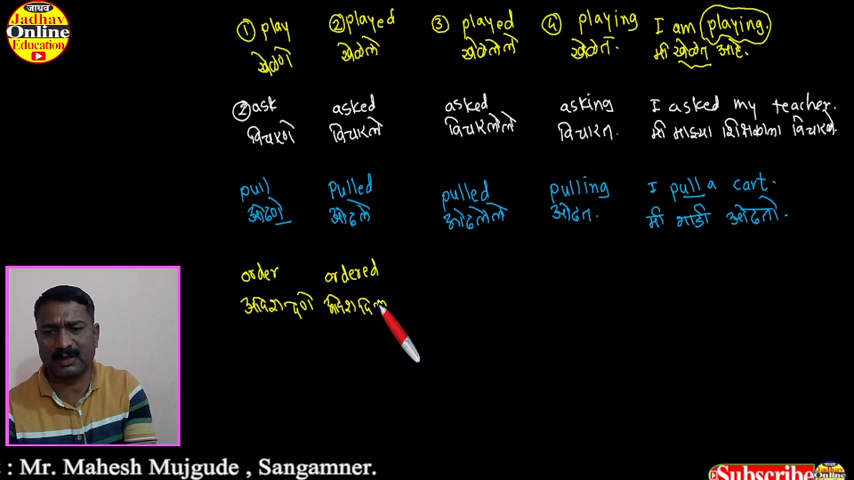 जाधव
Jadhav
Online
Education
① play ② played ③ played ④ playing I am playing.
खेळणे खेळले खेळलेले खेळत. मी खेळत आहे.
② ask asked asked asking I asked my teacher.
विचारणे विचारले विचारलेले विचारत. मी माझ्या शिक्षकांना विचारले
pull Pulled pulled pulling I pull a cart.
ओढणे ओढले ओढलेले ओढत. मी गाडी ओढतो.
order ordered
: Mr. Mahesh Mujgude , Sangamner.
Subscribe